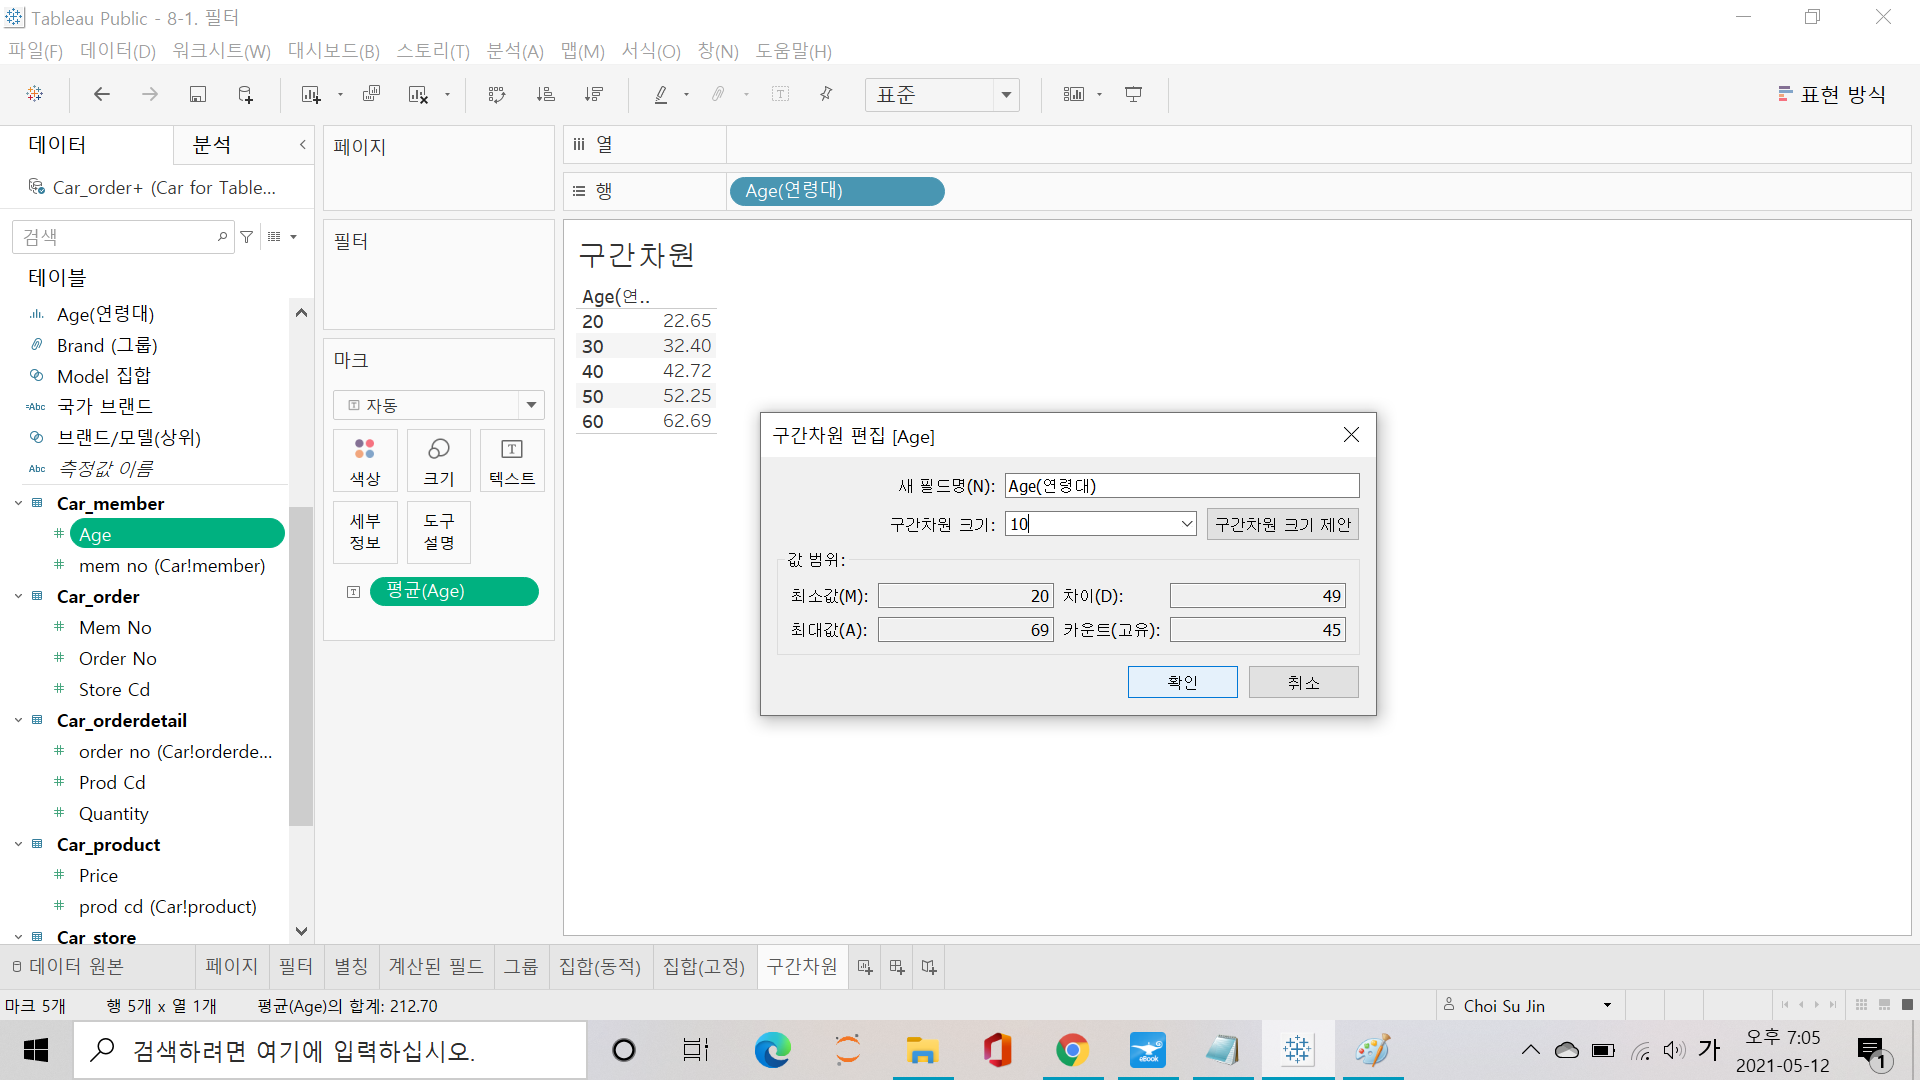 Tableau Public - 8-1. 필터
파일(F) 데이터(D) 워크시트(W) 대시보드(B) 스토리(T) 분석(A) 맵(M) 서식(O) 창(N) 도움말(H)
표준
표현 방식
데이터 분석
Car_order+ (Car for Table...
검색
테이블
Age(연령대)
Brand (그룹)
Model 집합
=Abc 국가 브랜드
브랜드/모델(상위)
Abc 측정값 이름
Car_member
Age
mem no (Car!member)
Car_order
Mem No
Order No
Store Cd
Car_orderdetail
order no (Car!orderde...
Prod Cd
Quantity
Car_product
Price
prod cd (Car!product)
Car_store
페이지
필터
마크
자동
색상 크기 텍스트
세부 정보
도구 설명
평균(Age)
열
행 Age(연령대)
구간차원
Age(연..
20 22.65
30 32.40
40 42.72
50 52.25
60 62.69
구간차원 편집 [Age]
새 필드명(N): Age(연령대)
구간차원 크기: 10 구간차원 크기 제안
값 범위:
최소값(M): 20 차이(D): 49
최대값(A): 69 카운트(고유): 45
확인 취소
데이터 원본 페이지 필터 별칭 계산된 필드 그룹 집합(동적) 집합(고정) 구간차원
마크 5개 행 5개 x 열 1개 평균(Age)의 합계: 212.70
Choi Su Jin
검색하려면 여기에 입력하십시오.
eBook
가
오후 7:05
2021-05-12
1